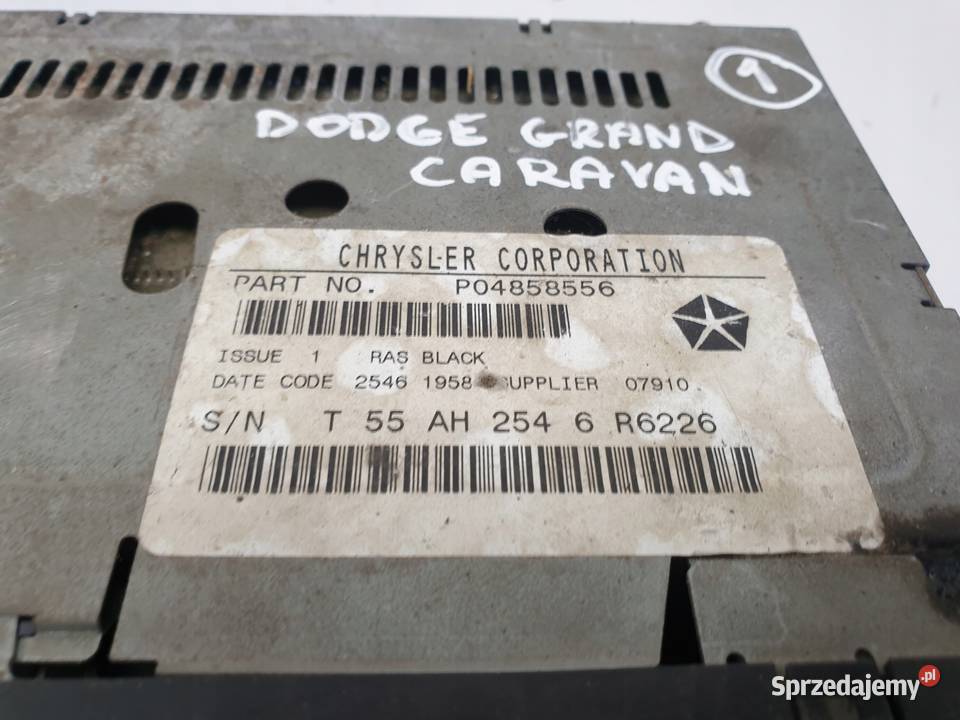 1
DODGE GRAND
CARAVAN
CHRYSLER CORPORATION
PART NO. P04858556
ISSUE 1 RAS BLACK
DATE CODE 2546 1958 SUPPLIER 07910
S/N T 55 AH 254 6 R6226
Sprzedajemy.pl